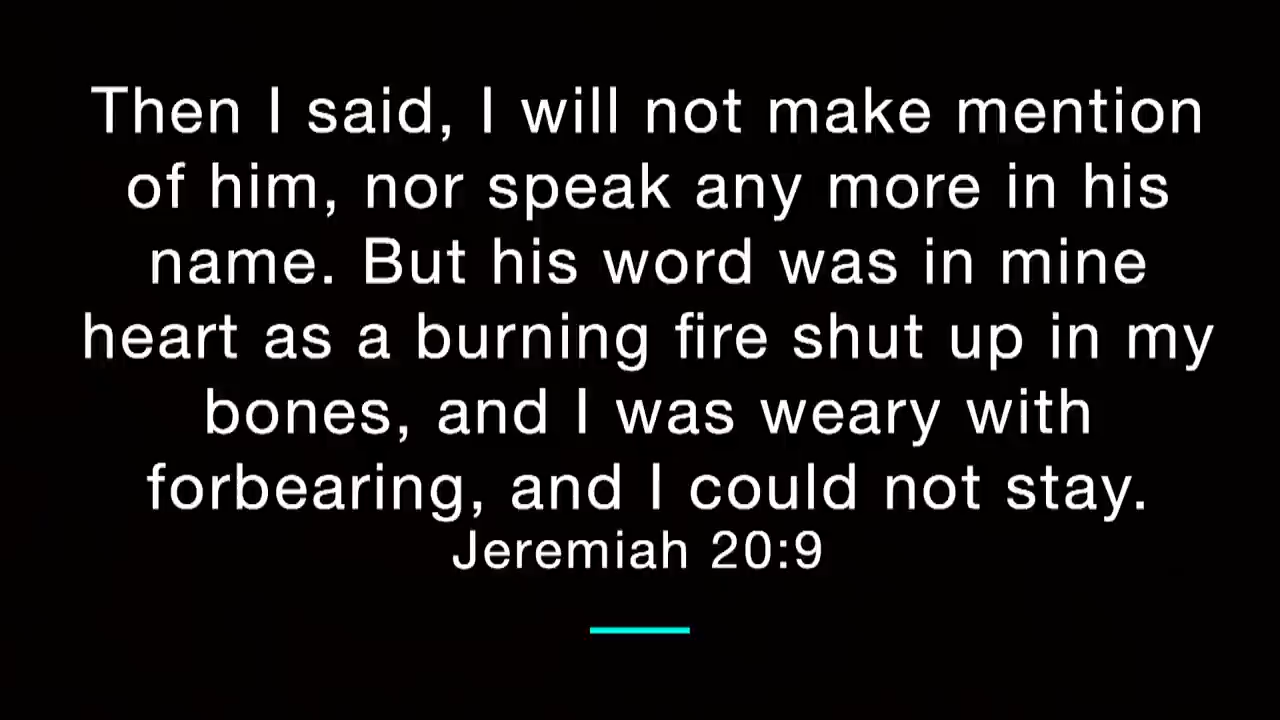 Then I said, I will not make mention
of him, nor speak any more in his
name. But his word was in mine
heart as a burning fire shut up in my
bones, and I was weary with
forbearing, and I could not stay.
Jeremiah 20:9